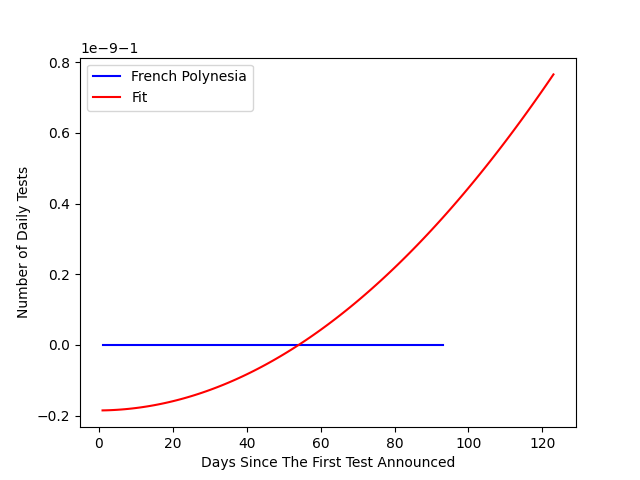 1e−9−1
0.8
0.6
0.4
0.2
0.0
−0.2
Number of Daily Tests
French Polynesia
Fit
0 20 40 60 80 100 120
Days Since The First Test Announced